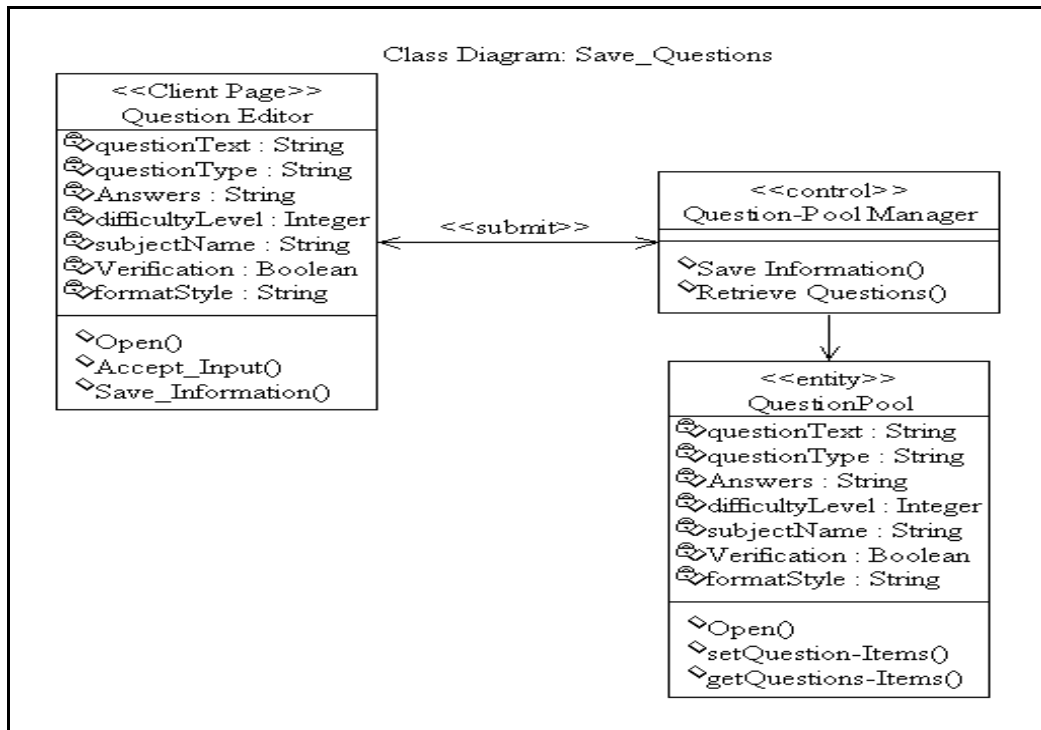 Class Diagram: Save_Questions
<<Client Page>>
Question Editor
questionText : String
questionType : String
Answers : String
difficultyLevel : Integer
subjectName : String
Verification : Boolean
formatStyle : String
Open()
Accept_Input()
Save_Information()
<<submit>>
<<control>>
Question-Pool Manager
Save Information()
Retrieve Questions()
<<entity>>
QuestionPool
questionText : String
questionType : String
Answers : String
difficultyLevel : Integer
subjectName : String
Verification : Boolean
formatStyle : String
Open()
setQuestion-Items()
getQuestions-Items()